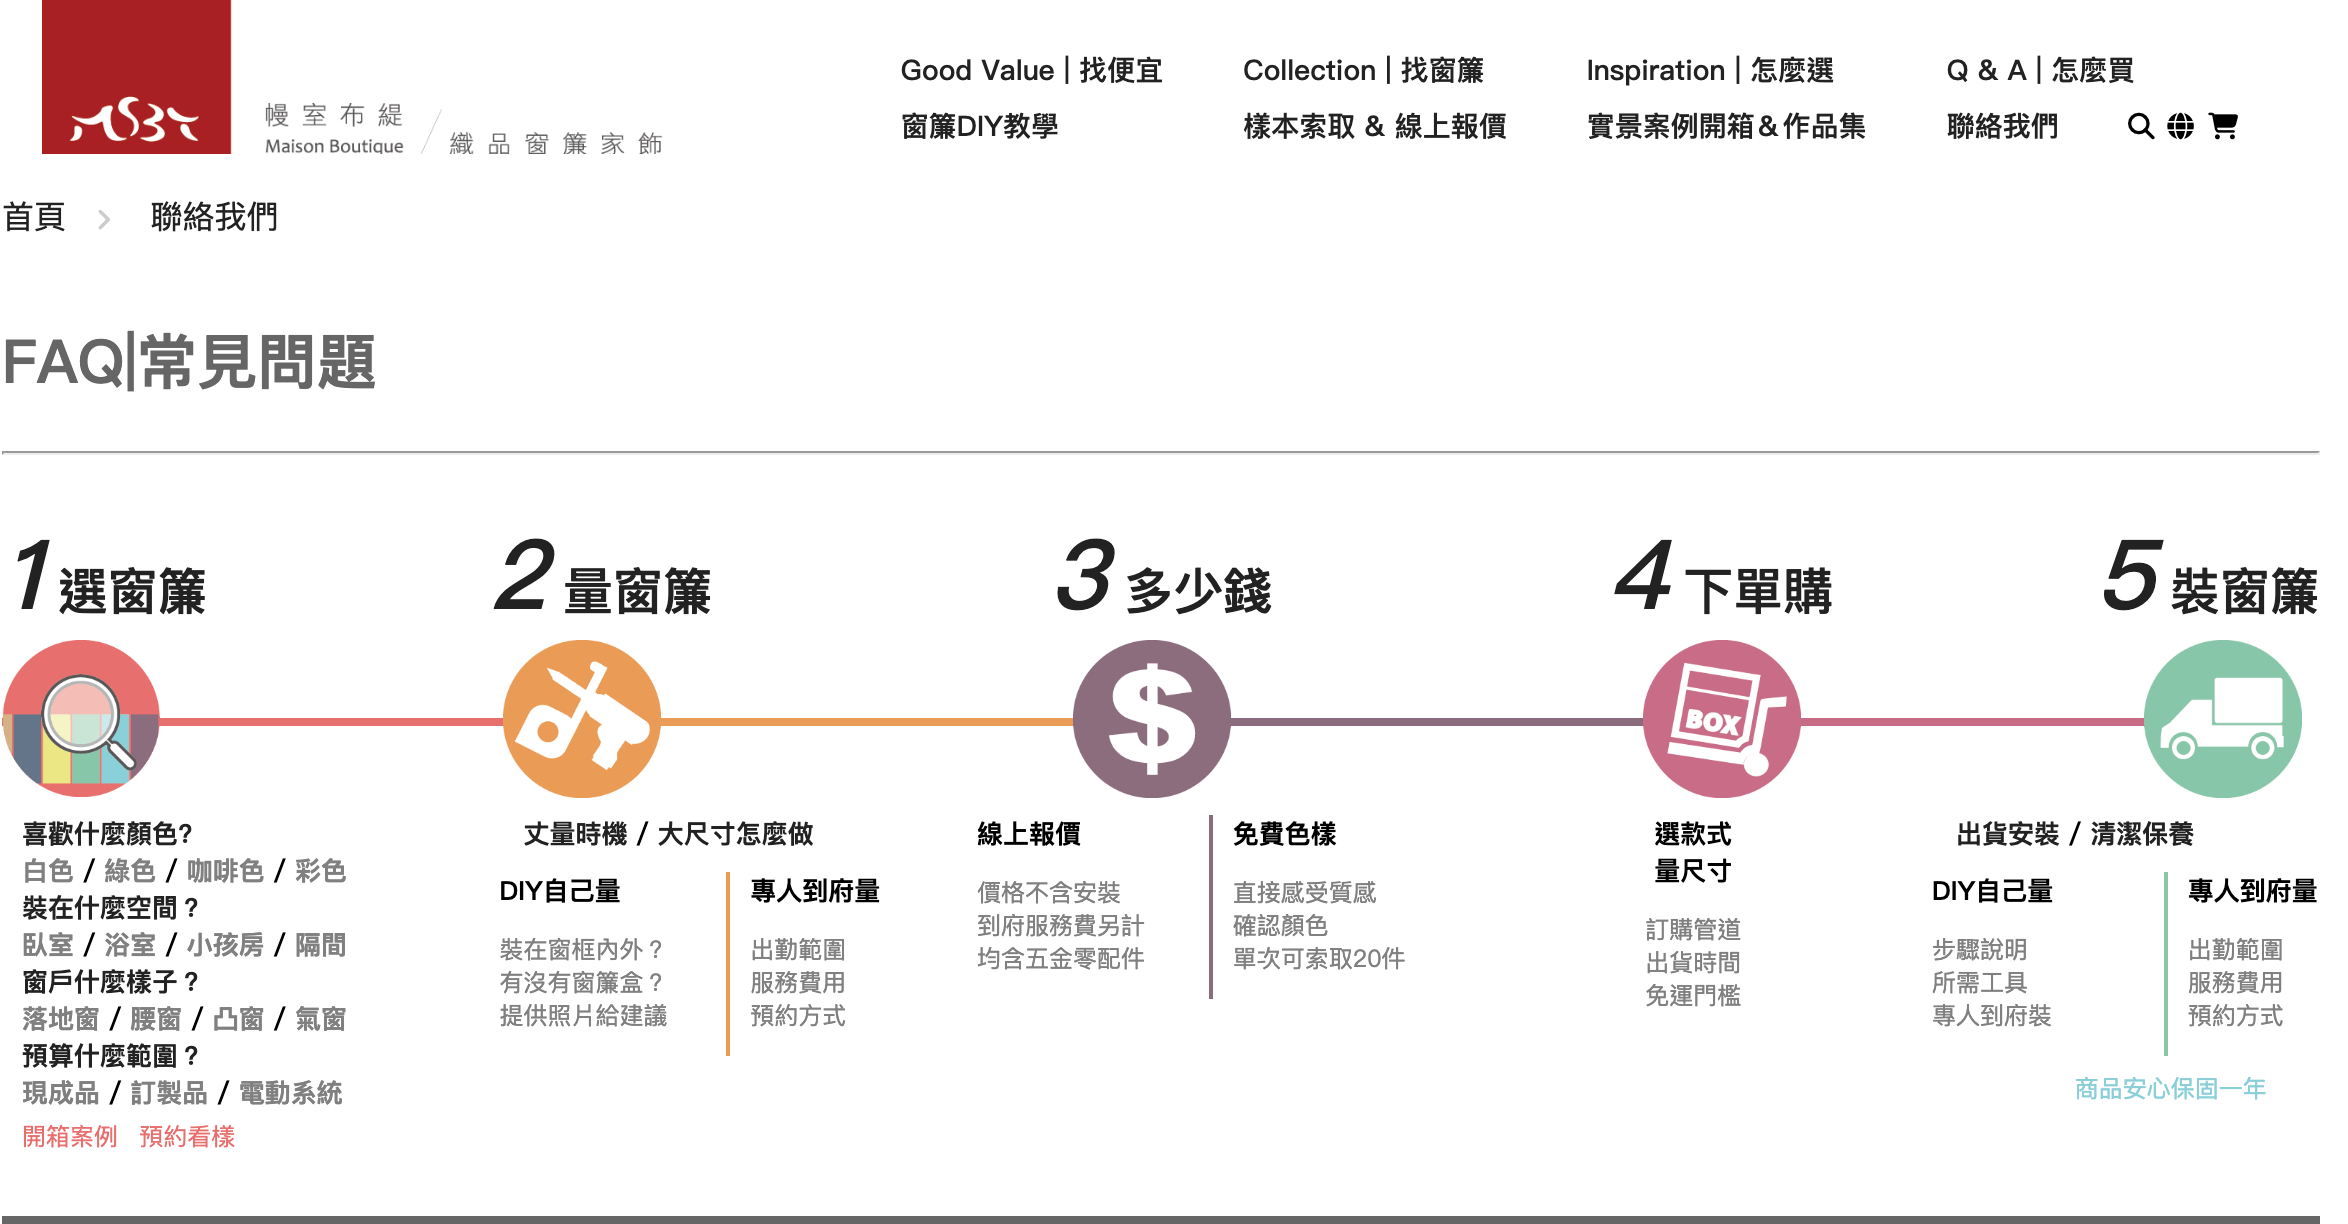 幔室布緹
Maison Boutique
織品窗簾家飾
Good Value | 找便宜
Collection | 找窗簾
Inspiration | 怎麼選
Q & A | 怎麼買
窗簾DIY教學
樣本索取 & 線上報價
實景案例開箱＆作品集
聯絡我們
首頁 > 聯絡我們
FAQ|常見問題
1 選窗簾
喜歡什麼顏色?
白色 / 綠色 / 咖啡色 / 彩色
裝在什麼空間？
臥室 / 浴室 / 小孩房 / 隔間
窗戶什麼樣子？
落地窗 / 腰窗 / 凸窗 / 氣窗
預算什麼範圍？
現成品 / 訂製品 / 電動系統
開箱案例 預約看樣
2 量窗簾
丈量時機 / 大尺寸怎麼做
DIY自己量
裝在窗框內外？
有沒有窗簾盒？
提供照片給建議
專人到府量
出勤範圍
服務費用
預約方式
3 多少錢
$
線上報價
價格不含安裝
到府服務費另計
均含五金零配件
免費色樣
直接感受質感
確認顏色
單次可索取20件
4 下單購
BOX
選款式
量尺寸
訂購管道
出貨時間
免運門檻
5 裝窗簾
出貨安裝 / 清潔保養
DIY自己量
步驟說明
所需工具
專人到府裝
專人到府量
出勤範圍
服務費用
預約方式
商品安心保固一年